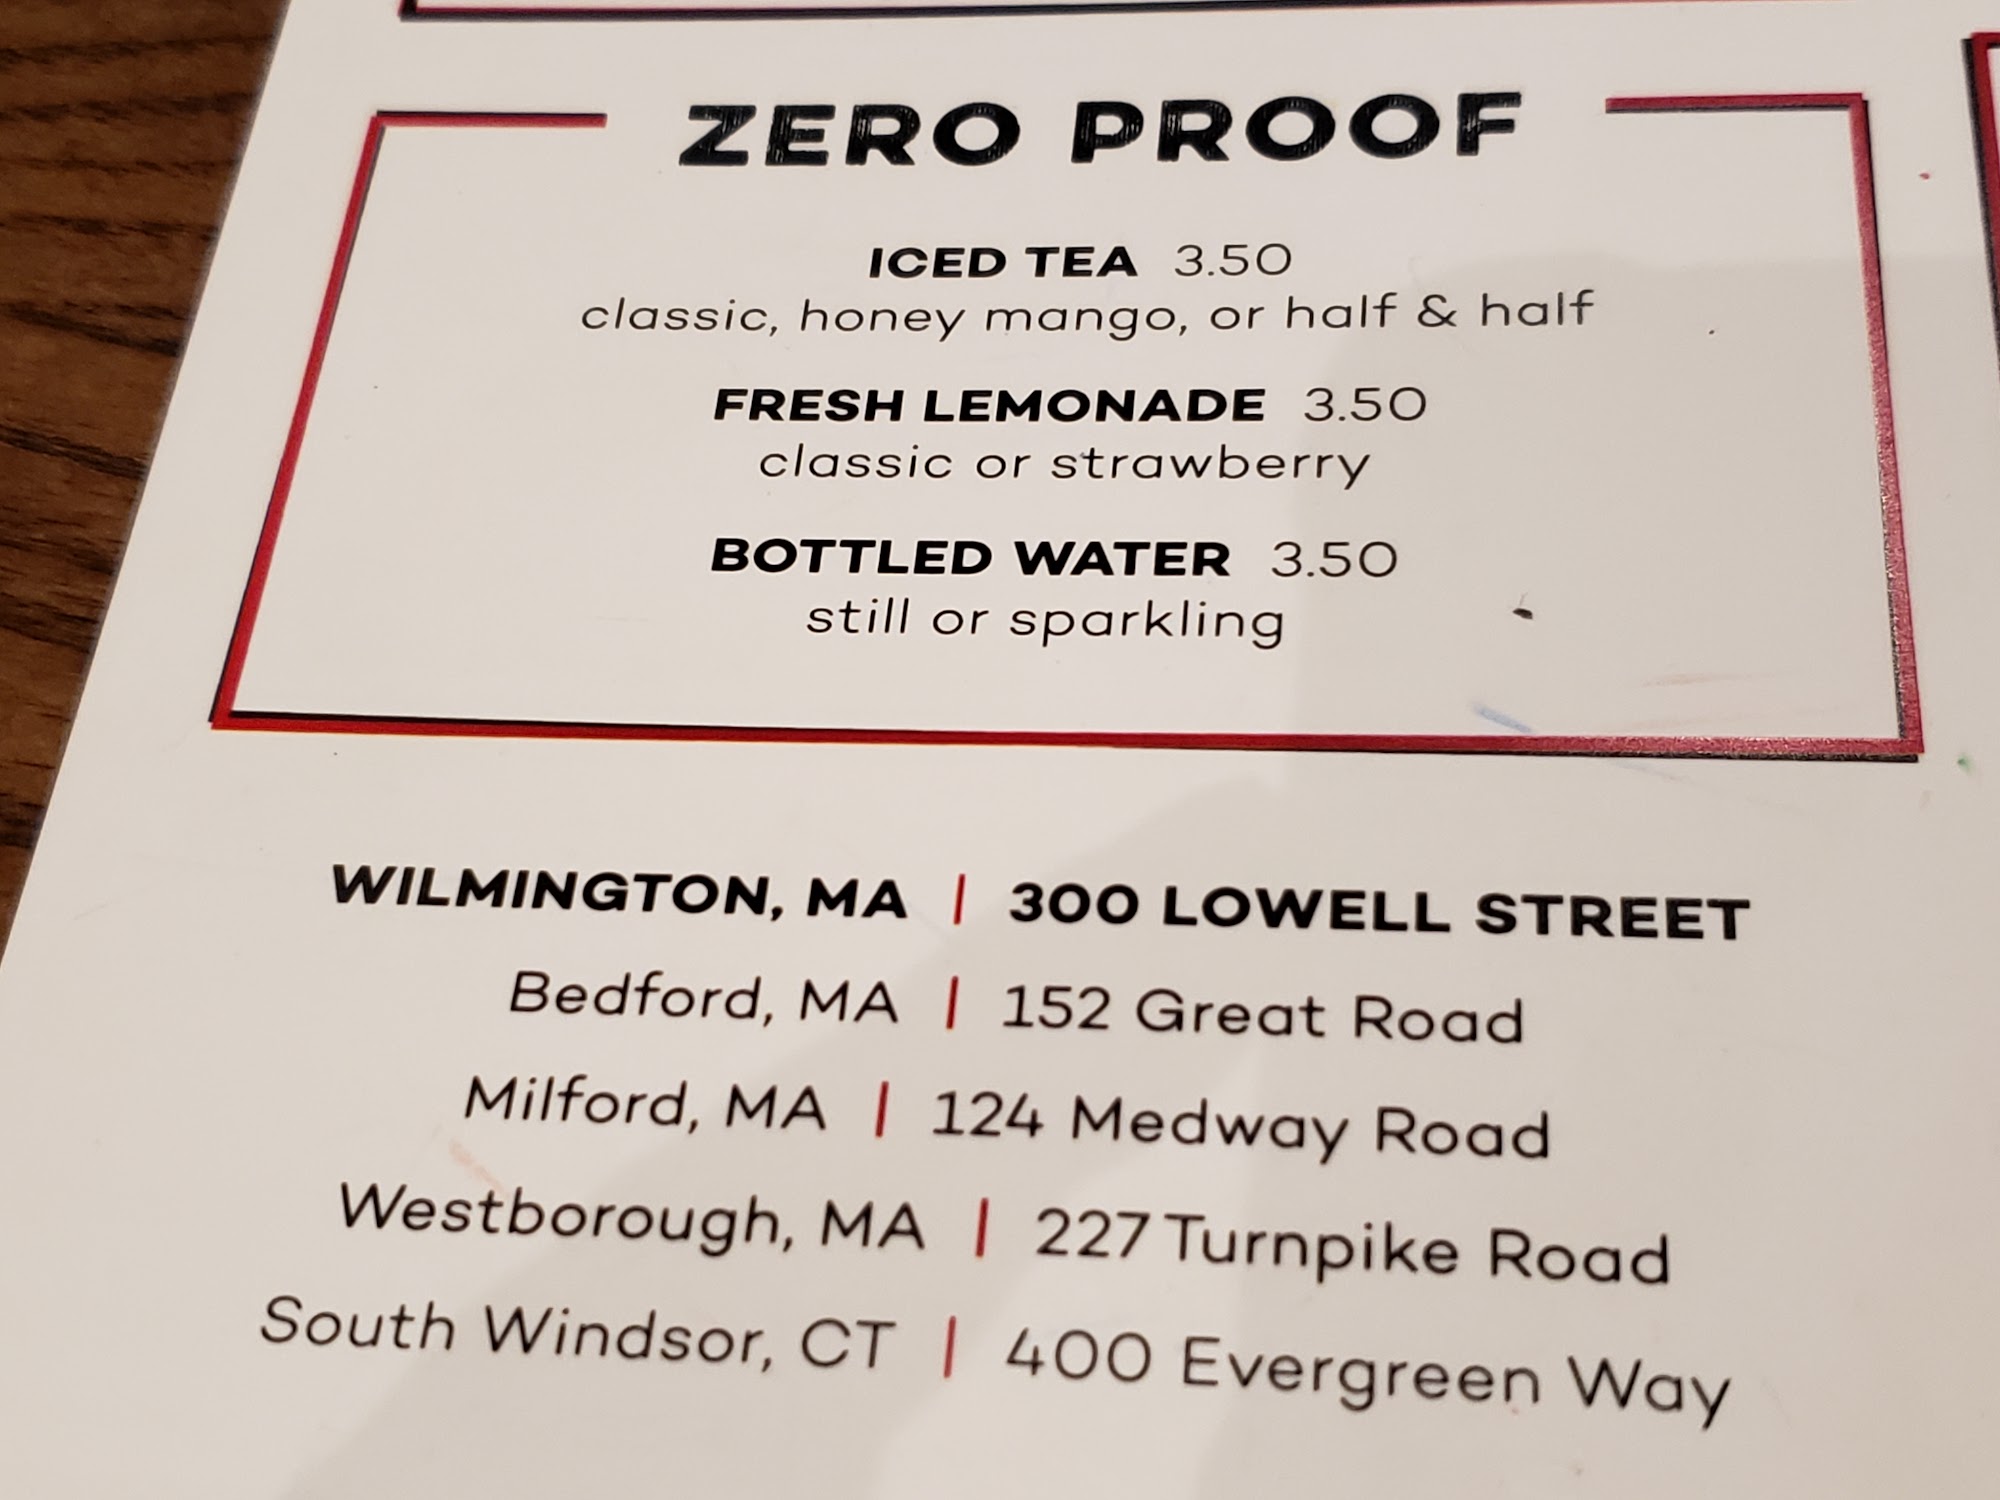 ZERO PROOF
ICED TEA 3.50
classic, honey mango, or half & half
FRESH LEMONADE 3.50
classic or strawberry
BOTTLED WATER 3.50
still or sparkling
WILMINGTON, MA | 300 LOWELL STREET
Bedford, MA | 152 Great Road
Milford, MA | 124 Medway Road
Westborough, MA | 227 Turnpike Road
South Windsor, CT | 400 Evergreen Way